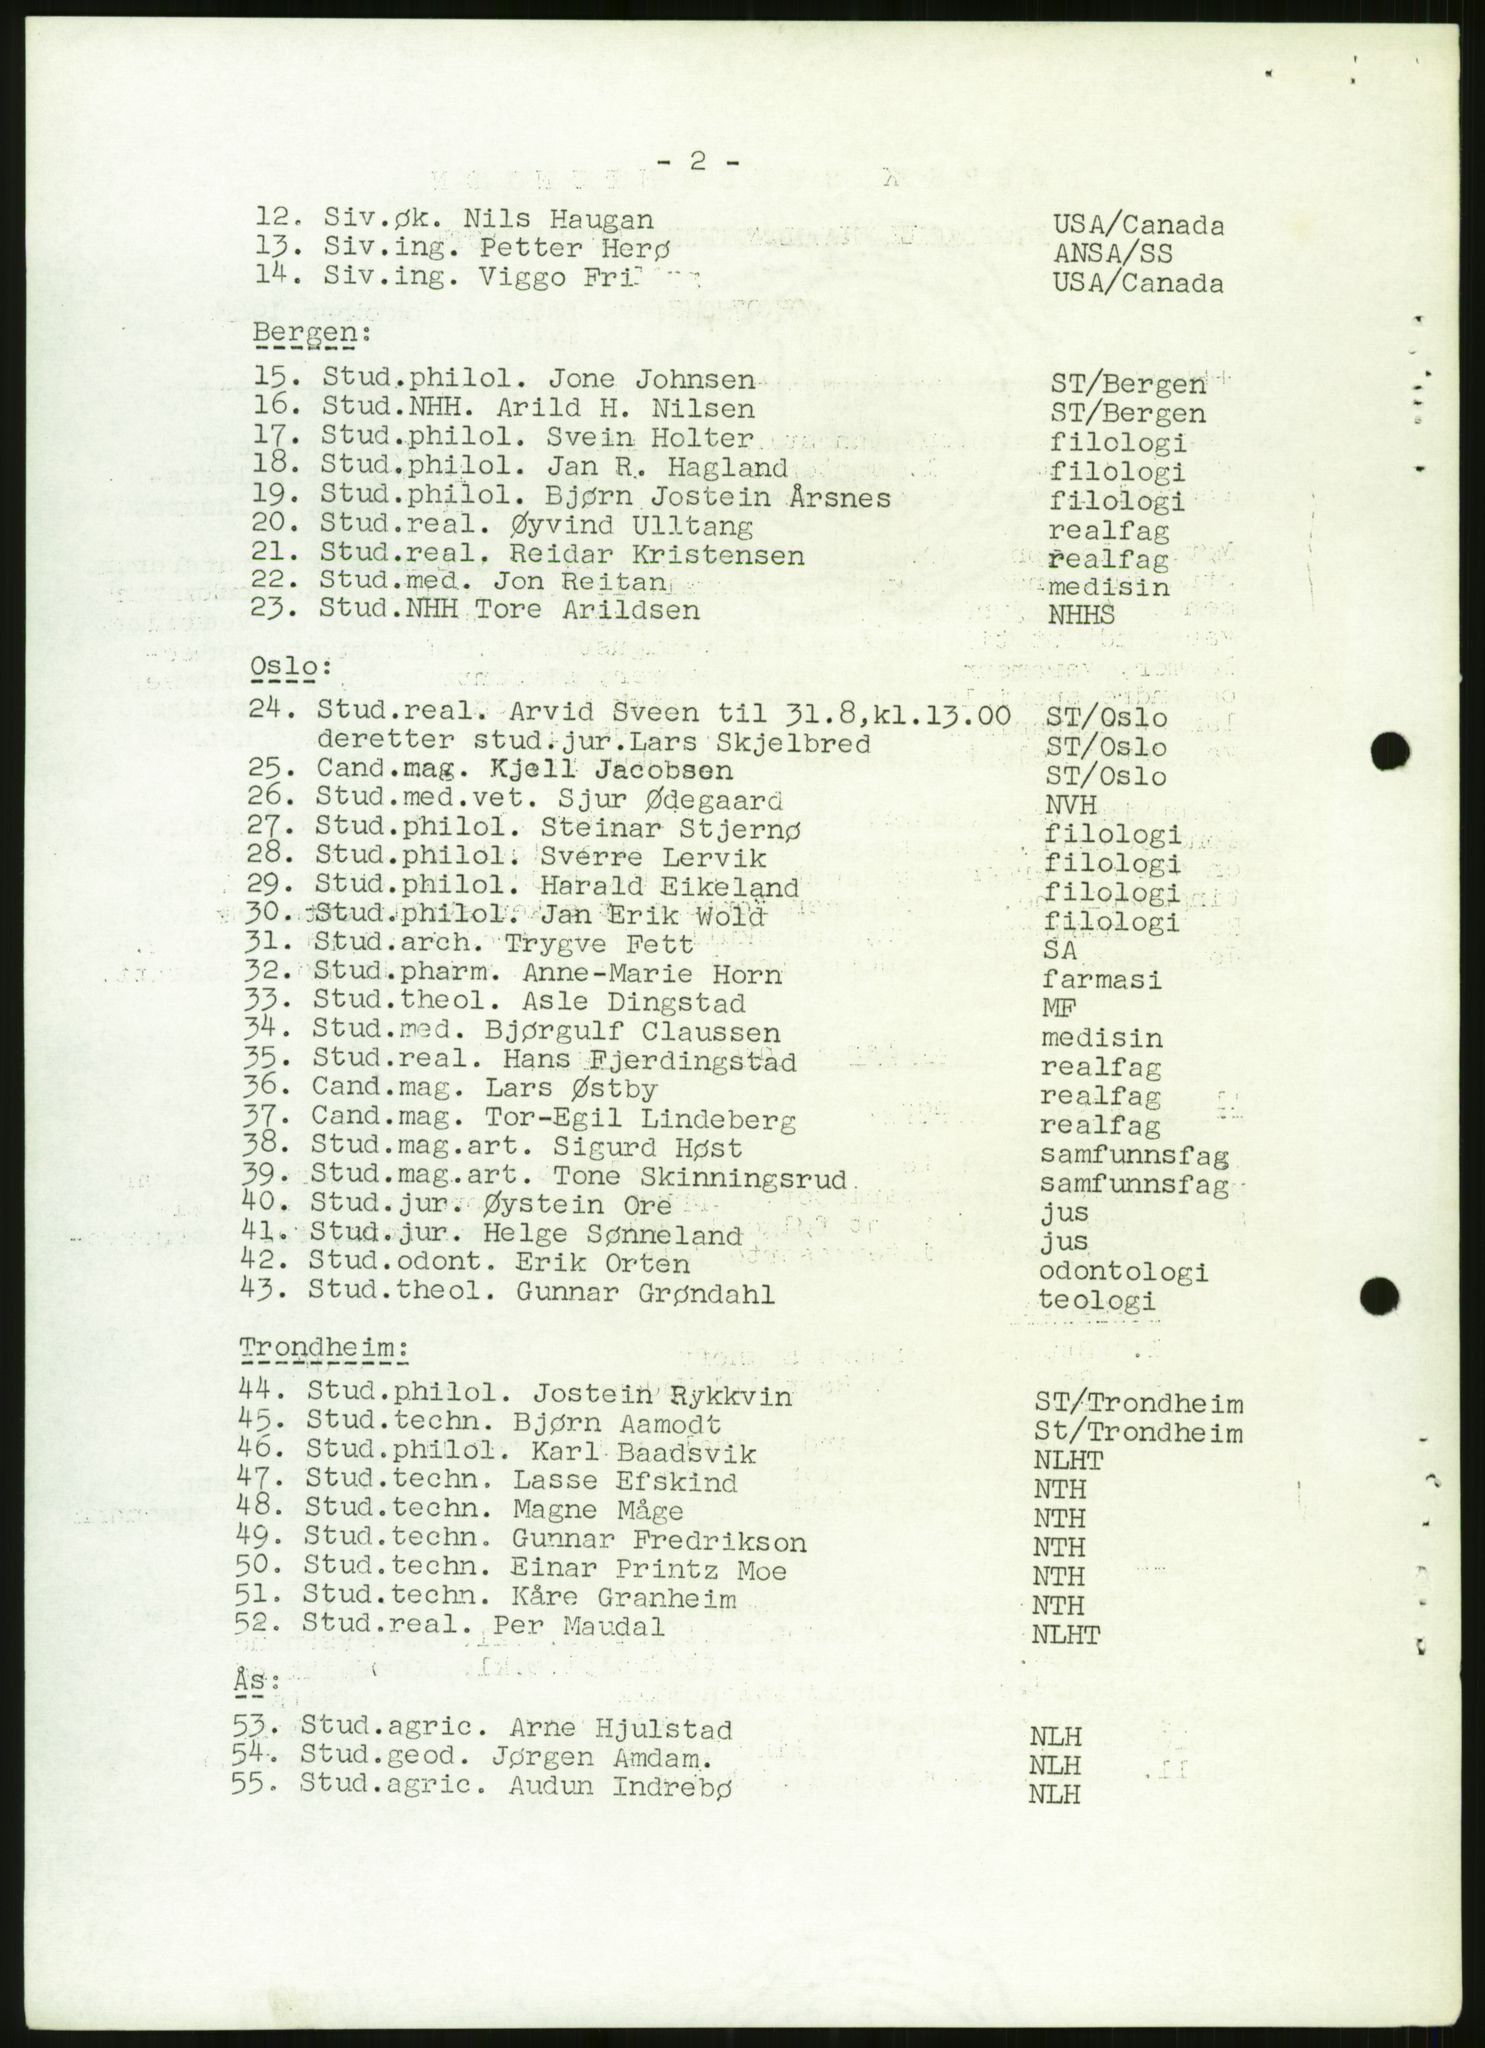 - 2 -
12. Siv.øk. Nils Haugan USA/Canada
13. Siv.ing. Petter Herø ANSA/SS
14. Siv.ing. Viggo USA/Canada
Bergen:
15. Stud.philol. Jone Johnsen ST/Bergen
16. Stud.NHH. Arild H. Nilsen ST/Bergen
17. Stud.philol. Svein Holter filologi
18. Stud.philol. Jan R. Hagland filologi
19. Stud.philol. Bjørn Jostein Årsnes filologi
20. Stud.real. Øyvind Ulltang realfag
21. Stud.real. Reidar Kristensen realfag
22. Stud.med. Jon Reitan medisin
23. Stud.NHH Tore Arildsen NHHS
Oslo:
24. Stud.real. Arvid Sveen til 31.8,kl.13.00 ST/Oslo
deretter stud.jur.Lars Skjelbred ST/Oslo
25. Cand.mag. Kjell Jacobsen ST/Oslo
26. Stud.med.vet. Sjur Ødegaard NVH
27. Stud.philol. Steinar Stjernø filologi
28. Stud.philol. Sverre Lervik filologi
29. Stud.philol. Harald Eikeland filologi
30. Stud.philol. Jan Erik Wold filologi
31. Stud.arch. Trygve Fett SA
32. Stud.pharm. Anne-Marie Horn farmasi
33. Stud.theol. Asle Dingstad MF
34. Stud.med. Bjørgulf Claussen medisin
35. Stud.real. Hans Fjerdingstad realfag
36. Cand.mag. Lars Østby realfag
37. Cand.mag. Tor-Egil Lindeberg realfag
38. Stud.mag.art. Sigurd Høst samfunnsfag
39. Stud.mag.art. Tone Skinningsrud samfunnsfag
40. Stud.jur. Øystein Ore jus
41. Stud.jur. Helge Sønneland jus
42. Stud.odont. Erik Orten odontologi
43. Stud.theol. Gunnar Grøndahl teologi
Trondheim:
44. Stud.philol. Jostein Rykkvin ST/Trondheim
45. Stud.techn. Bjørn Aamodt St/Trondheim
46. Stud.philol. Karl Baadsvik NLHT
47. Stud.techn. Lasse Efskind NTH
48. Stud.techn. Magne Måge NTH
49. Stud.techn. Gunnar Fredrikson NTH
50. Stud.techn. Einar Printz Moe NTH
51. Stud.techn. Kåre Granheim NTH
52. Stud.real. Per Maudal NLHT
Ås:
53. Stud.agric. Arne Hjulstad NLH
54. Stud.geod. Jørgen Amdam. NLH
55. Stud.agric. Audun Indrebø NLH